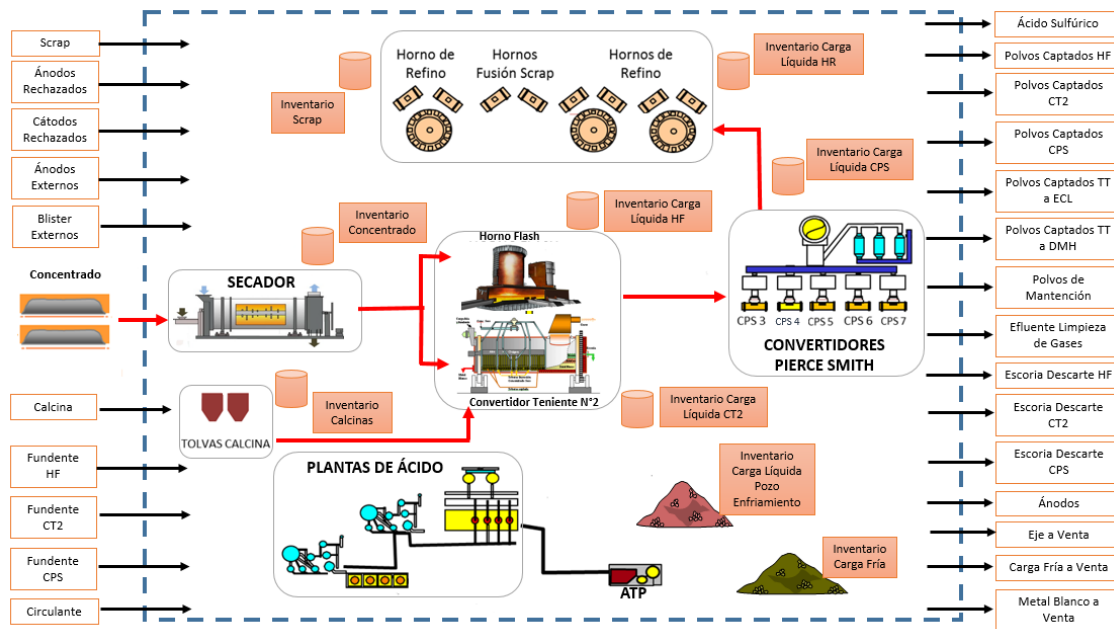 Scrap
Ánodos
Rechazados
Cátodos
Rechazados
Ánodos
Externos
Blister
Externos
Concentrado
Calcina
Fundente
HF
Fundente
CT2
Fundente
CPS
Circulante
Inventario
Scrap
Horno de
Refino
Hornos
Fusión Scrap
Hornos de
Refino
Inventario Carga
Líquida HR
Inventario Carga
Líquida CPS
Inventario
Concentrado
Inventario Carga
Líquida HF
SECADOR
Horno Flash
Convertidor Teniente N°2
CPS 3
CPS 4
CPS 5
CPS 6
CPS 7
CONVERTIDORES
PIERCE SMITH
Inventario
Calcinas
TOLVAS CALCINA
Inventario Carga
Líquida CT2
PLANTAS DE ÁCIDO
ATP
Inventario
Carga Líquida
Pozo
Enfriamiento
Inventario
Carga Fría
Ácido Sulfúrico
Polvos Captados HF
Polvos Captados
CT2
Polvos Captados
CPS
Polvos Captados TT
a ECL
Polvos Captados TT
a DMH
Polvos de
Mantención
Efluente Limpieza
de Gases
Escoria Descarte HF
Escoria Descarte
CT2
Escoria Descarte
CPS
Ánodos
Eje a Venta
Carga Fría a Venta
Metal Blanco a
Venta